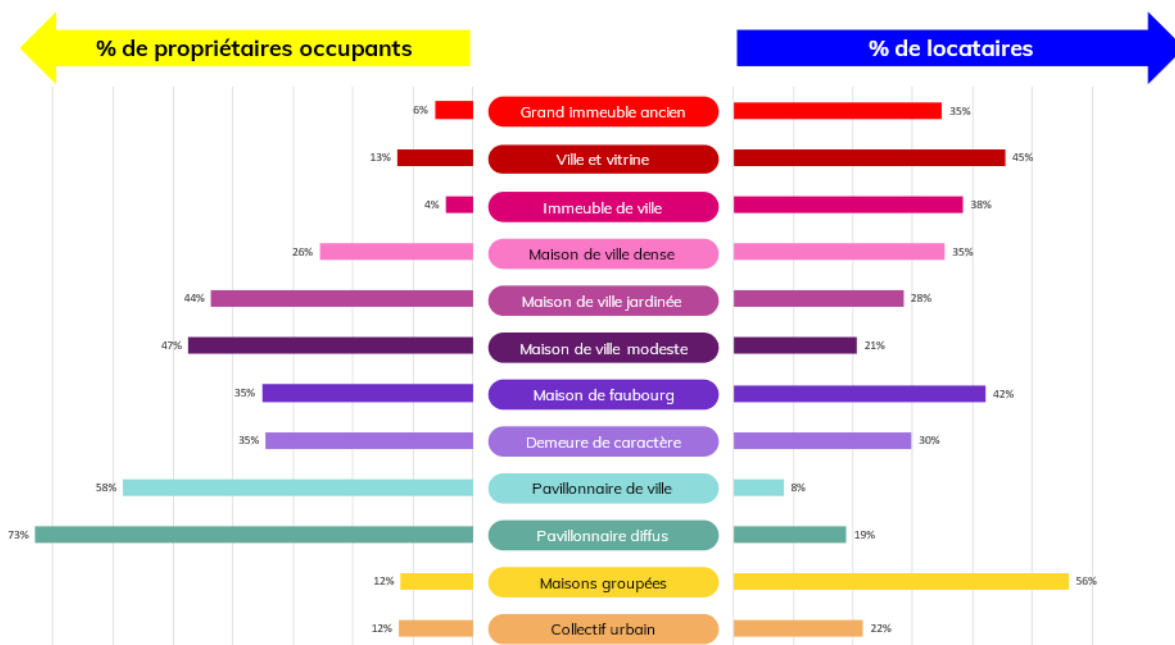 % de propriétaires occupants
% de locataires
6% Grand immeuble ancien 35%
13% Ville et vitrine 45%
4% Immeuble de ville 38%
26% Maison de ville dense 35%
44% Maison de ville jardinée 28%
47% Maison de ville modeste 21%
35% Maison de faubourg 42%
35% Demeure de caractère 30%
58% Pavillonnaire de ville 8%
73% Pavillonnaire diffus 19%
12% Maisons groupées 56%
12% Collectif urbain 22%